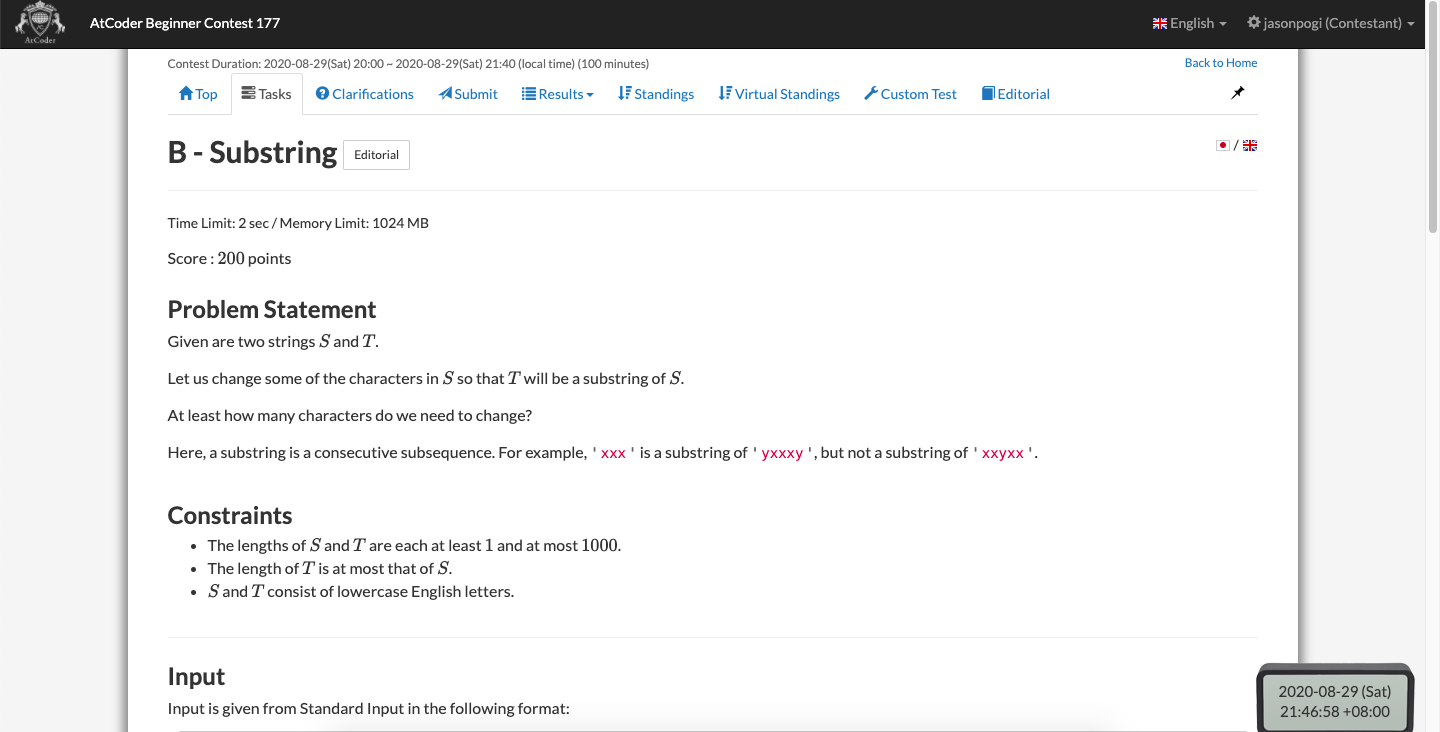 AtCoder Beginner Contest 177
English
jasonpogi (Contestant)
AtCoder
Contest Duration: 2020-08-29(Sat) 20:00 ~ 2020-08-29(Sat) 21:40 (local time) (100 minutes)
Back to Home
Top
Tasks
Clarifications
Submit
Results
Standings
Virtual Standings
Custom Test
Editorial
B - Substring
Editorial
/
Time Limit: 2 sec / Memory Limit: 1024 MB
Score : 200 points
Problem Statement
Given are two strings S and T.
Let us change some of the characters in S so that T will be a substring of S.
At least how many characters do we need to change?
Here, a substring is a consecutive subsequence. For example, ' xxx ' is a substring of ' yxxxy ', but not a substring of ' xxyxx '.
Constraints
• The lengths of S and T are each at least 1 and at most 1000.
• The length of T is at most that of S.
• S and T consist of lowercase English letters.
Input
Input is given from Standard Input in the following format:
2020-08-29 (Sat)
21:46:58 +08:00